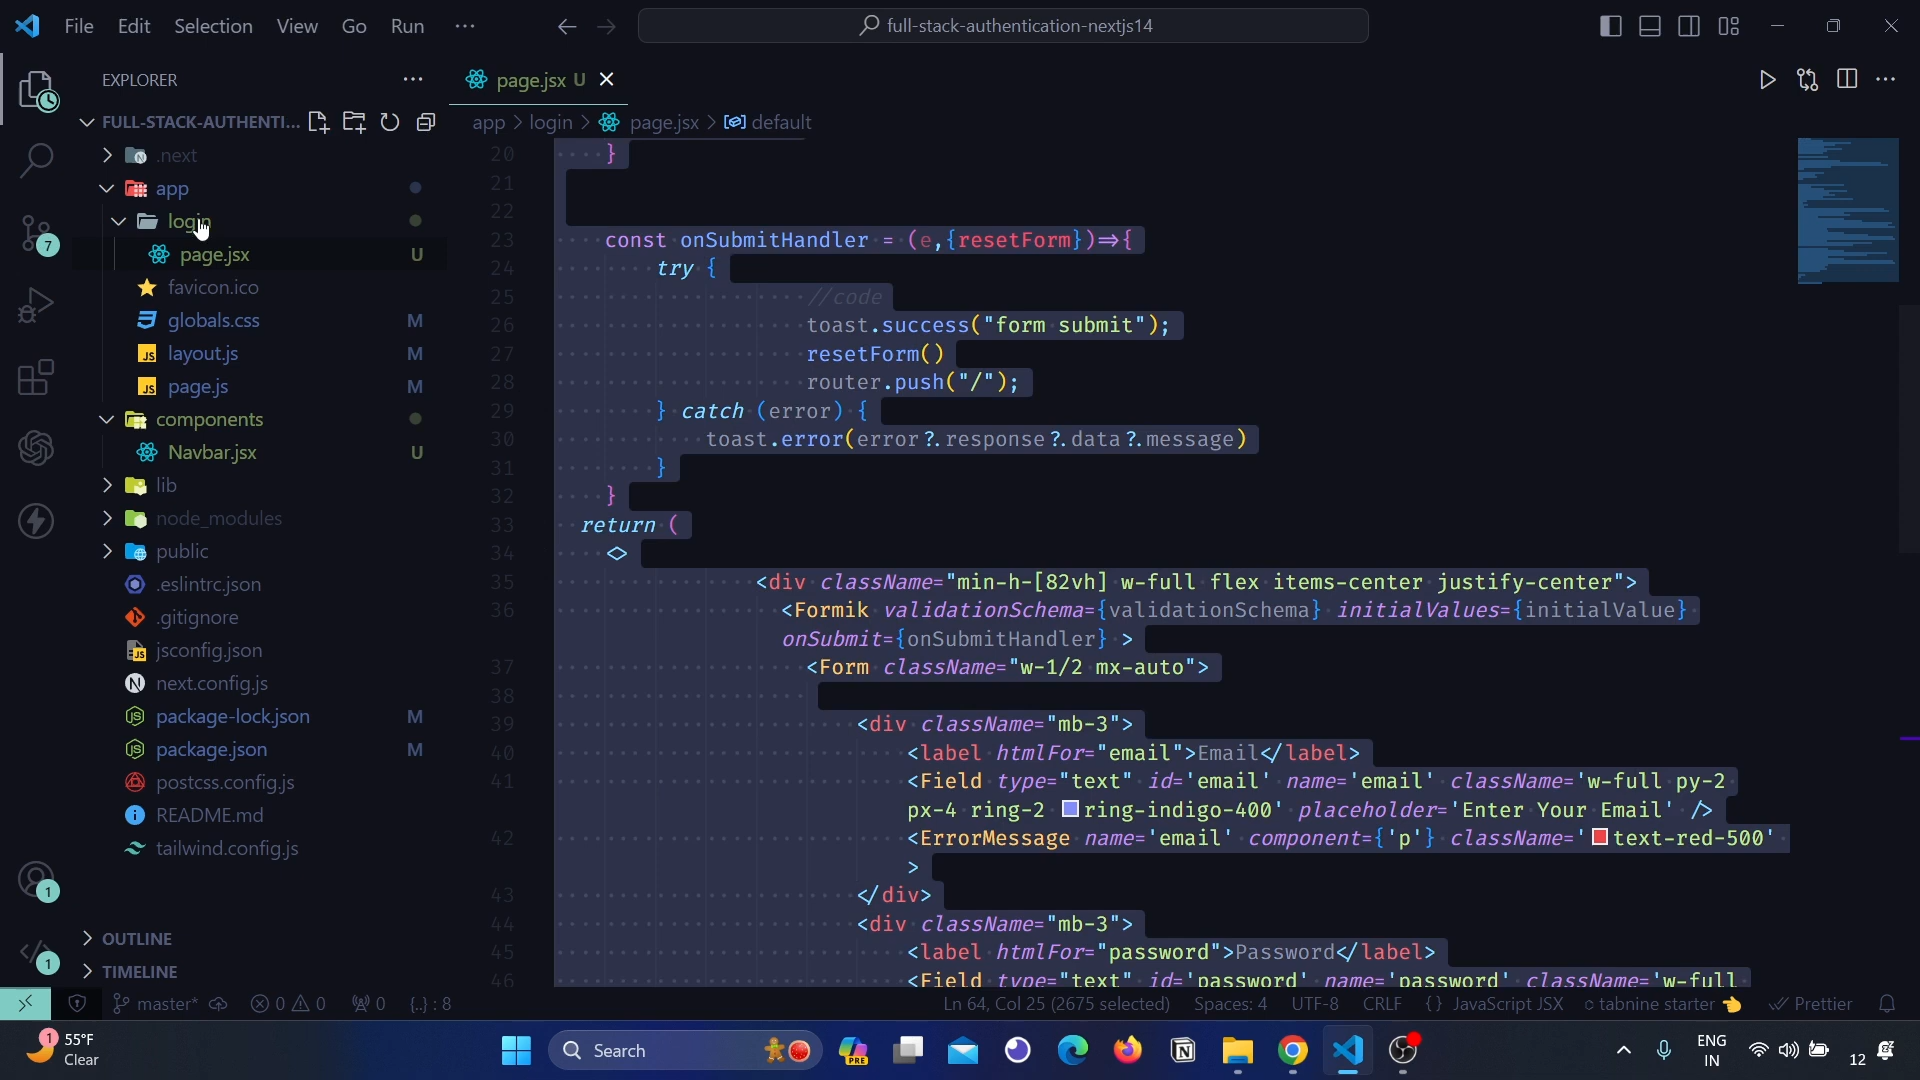 File Edit Selection View Go Run ···
full-stack-authentication-nextjs14
EXPLORER
page.jsx U
FULL-STACK-AUTHENTI...
app > login > page.jsx > default
.next
app
login
page.jsx U
favicon.ico
globals.css M
layout.js M
page.js M
components
Navbar.jsx U
lib
node_modules
public
.eslintrc.json
.gitignore
jsconfig.json
next.config.js
package-lock.json M
package.json M
postcss.config.js
README.md
tailwind.config.js
OUTLINE
TIMELINE
7
1
1
20 }
21
22
23 const onSubmitHandler = (e,{resetForm})=>{
24 try {
25 //code
26 toast.success("form submit");
27 resetForm()
28 router.push("/");
29 } catch (error) {
30 toast.error(error?.response?.data?.message)
31 }
32 }
33 return (
34 <>
35 <div className="min-h-[82vh] w-full flex items-center justify-center">
36 <Formik validationSchema={validationSchema} initialValues={initialValue}
onSubmit={onSubmitHandler} >
37 <Form className="w-1/2 mx-auto">
38
39 <div className="mb-3">
40 <label htmlFor="email">Email</label>
41 <Field type="text" id='email' name='email' className='w-full py-2
px-4 ring-2 ring-indigo-400' placeholder='Enter Your Email' />
42 <ErrorMessage name='email' component={'p'} className='text-red-500'
>
43 </div>
44 <div className="mb-3">
45 <label htmlFor="password">Password</label>
46 <Field type="text" id='password' name='password' className='w-full
master* 0 0 0 {..} : 8
Ln 64, Col 25 (2675 selected) Spaces: 4 UTF-8 CRLF {} JavaScript JSX tabnine starter Prettier
1 55°F
Clear
Search
PRE
ENG
IN
12